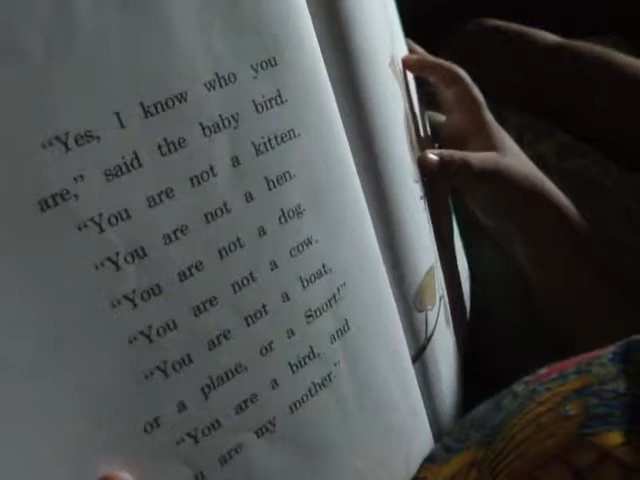 “Yes, I know who you
are,” said the baby bird.
“You are not a kitten.
“You are not a hen.
“You are not a dog.
“You are not a cow.
“You are not a boat,
or a plane, or a Snort!”
“You are a bird, and
are my mother.”